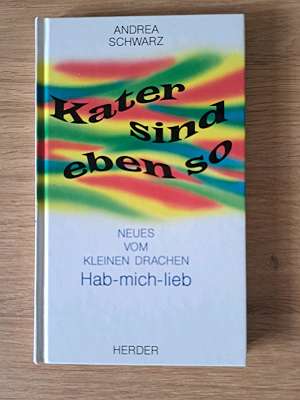 ANDREA
SCHWARZ
Kater
sind
eben so
NEUES
VOM
KLEINEN DRACHEN
Hab-mich-lieb
HERDER